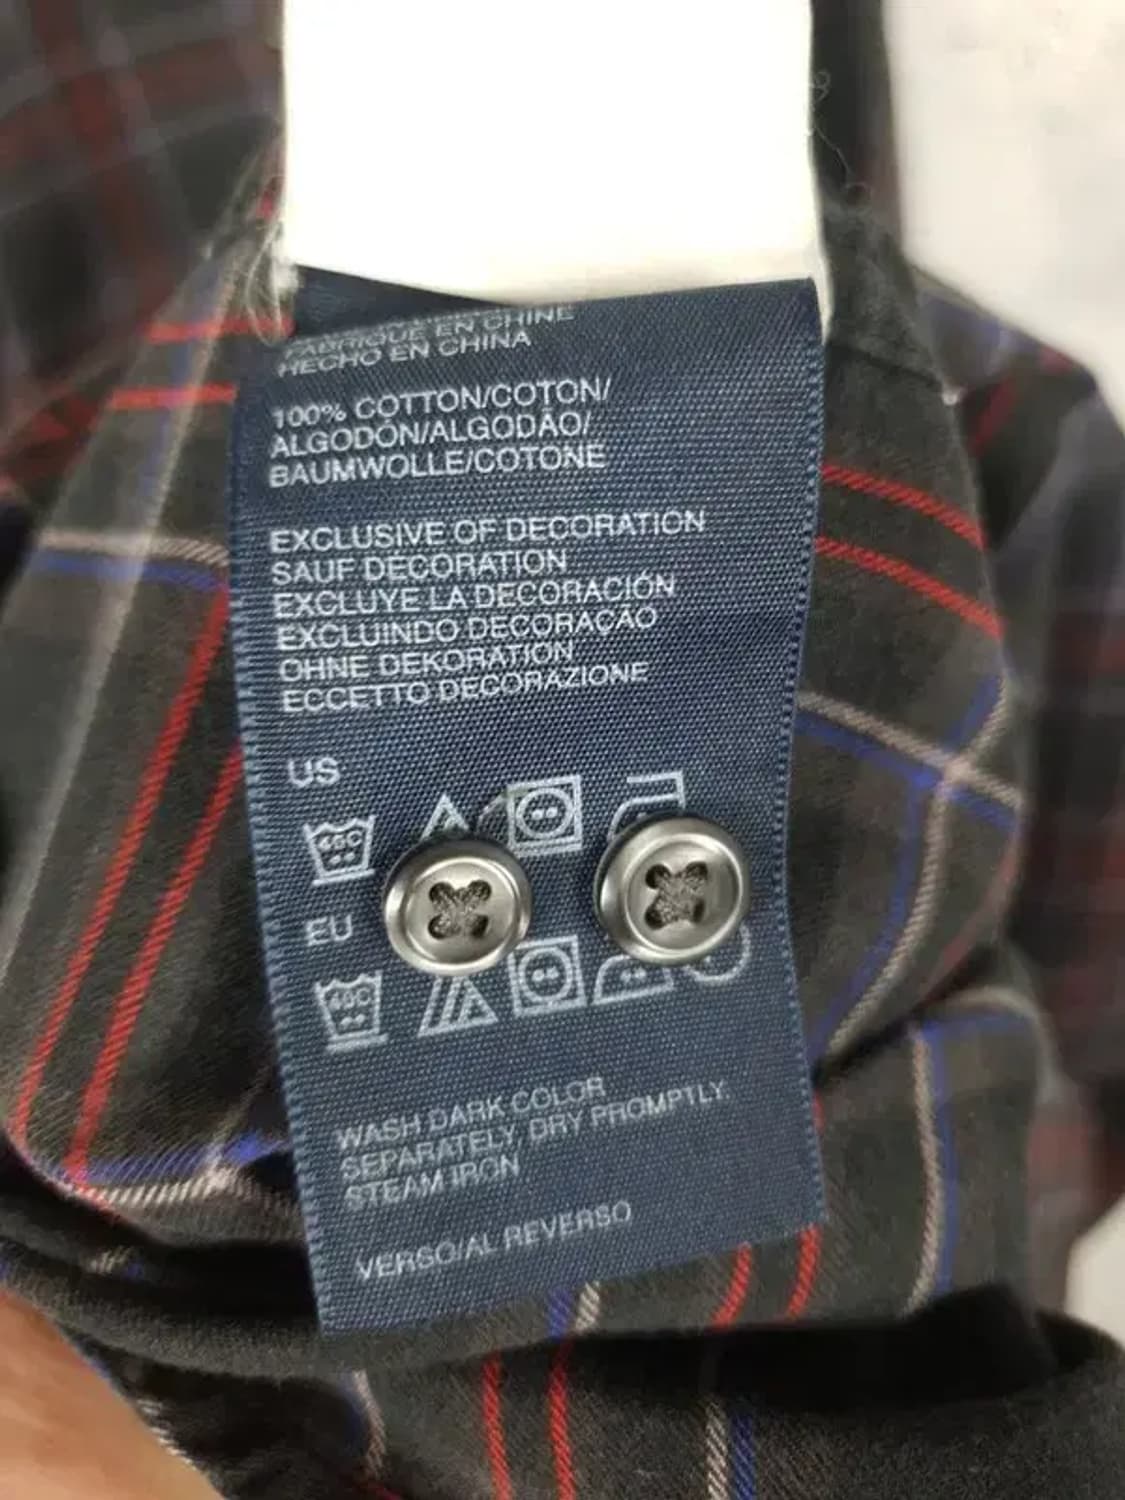 FABRIQUE EN CHINE
HECHO EN CHINA
100% COTTON/COTON/
ALGODÓN/ALGODÃO/
BAUMWOLLE/COTONE
EXCLUSIVE OF DECORATION
SAUF DECORATION
EXCLUYE LA DECORACIÓN
EXCLUINDO DECORAÇAO
OHNE DEKORATION
ECCETTO DECORAZIONE
US
40C
EU
40C
WASH DARK COLOR
SEPARATELY, DRY PROMPTLY.
STEAM IRON
VERSO/AL REVERSO